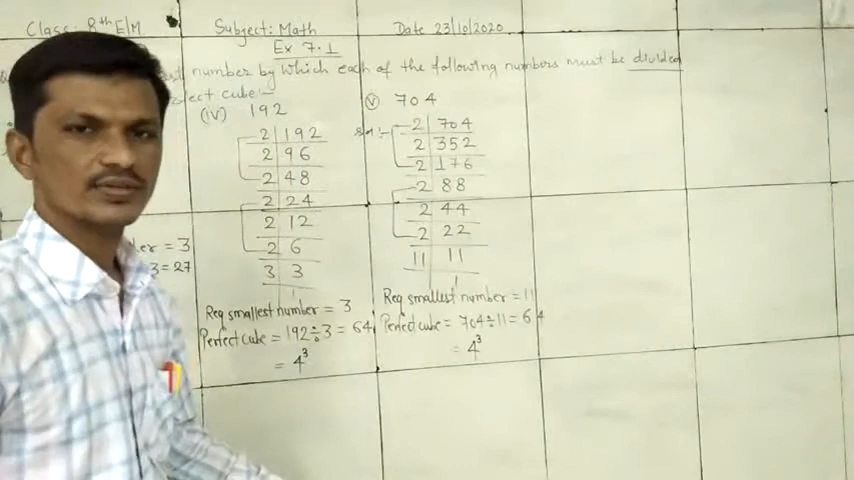 Class: 8th E/M Subject: Math Date 23/10/2020
Ex 7.1
number by which each of the following numbers must be divided
perfect cube:-
(iv) 192
2 | 192
2 | 96
2 | 48
2 | 24
2 | 12
2 | 6
3 | 3
1
Req smallest number = 3
Perfect cube = 192 ÷ 3 = 64
= 4³
(v) 704
Sol:-
2 | 704
2 | 352
2 | 176
2 | 88
2 | 44
2 | 22
11 | 11
1
Req smallest number = 11
Perfect cube = 704 ÷ 11 = 64
= 4³
= 3
3 = 27